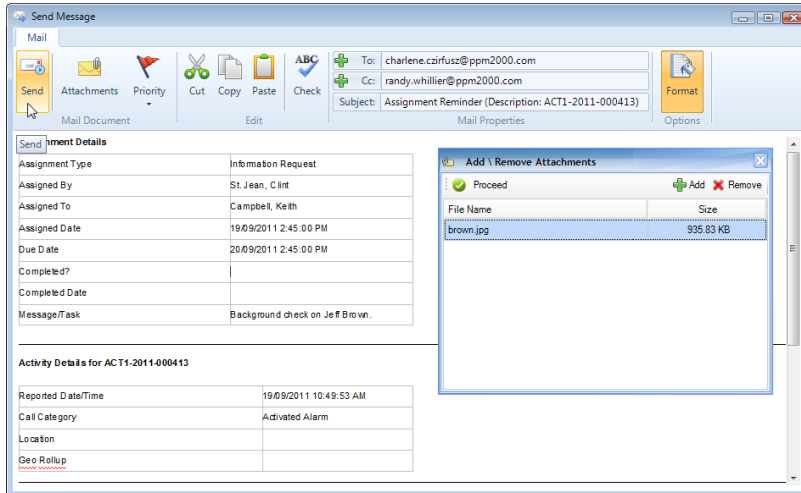 Send Message
Mail
Send
Attachments
Priority
Cut
Copy
Paste
ABC
Check
To: charlene.czirfusz@ppm2000.com
Cc: randy.whillier@ppm2000.com
Subject: Assignment Reminder (Description: ACT1-2011-000413)
Format
Mail Document
Edit
Mail Properties
Options
Send
nment Details
Assignment Type Information Request
Assigned By St. Jean, Clint
Assigned To Campbell, Keith
Assigned Date 19/09/2011 2:45:00 PM
Due Date 20/09/2011 2:45:00 PM
Completed?
Completed Date
Message/Task Background check on Jeff Brown.
Add \ Remove Attachments
Proceed Add Remove
File Name Size
brown.jpg 935.83 KB
Activity Details for ACT1-2011-000413
Reported Date/Time 19/09/2011 10:49:53 AM
Call Category Activated Alarm
Location
Geo Rollup